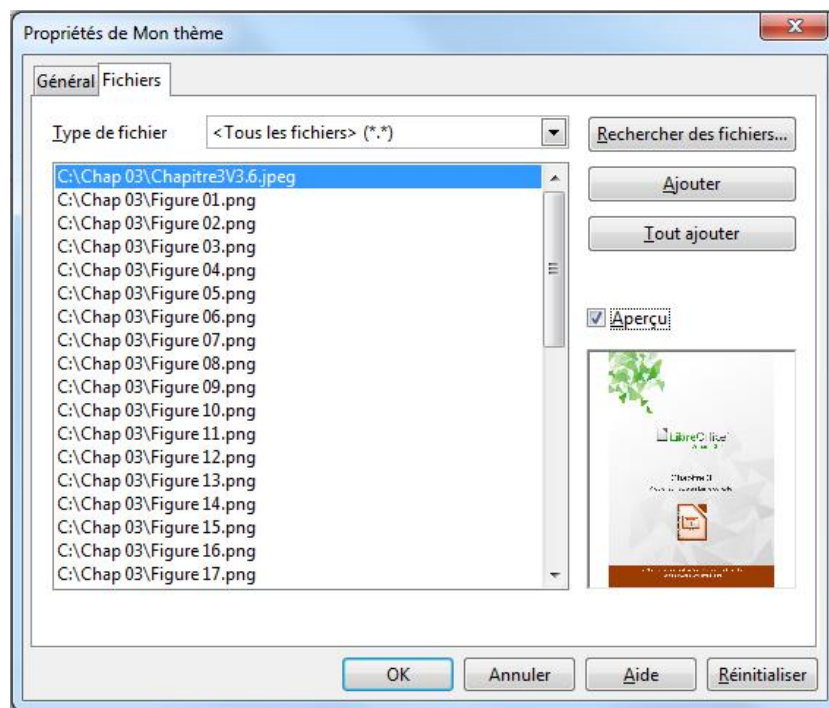 Propriétés de Mon thème
Général Fichiers
Type de fichier <Tous les fichiers> (*.*) Rechercher des fichiers...
C:\Chap 03\Chapitre3V3.6.jpeg
Ajouter
C:\Chap 03\Figure 01.png
C:\Chap 03\Figure 02.png
Tout ajouter
C:\Chap 03\Figure 03.png
C:\Chap 03\Figure 04.png
C:\Chap 03\Figure 05.png
C:\Chap 03\Figure 06.png
Aperçu
C:\Chap 03\Figure 07.png
C:\Chap 03\Figure 08.png
C:\Chap 03\Figure 09.png
C:\Chap 03\Figure 10.png
C:\Chap 03\Figure 11.png
LibreOffice
C:\Chap 03\Figure 12.png
C:\Chap 03\Figure 13.png
Chapitre 3
C:\Chap 03\Figure 14.png
C:\Chap 03\Figure 15.png
C:\Chap 03\Figure 16.png
C:\Chap 03\Figure 17.png
OK Annuler Aide Réinitialiser